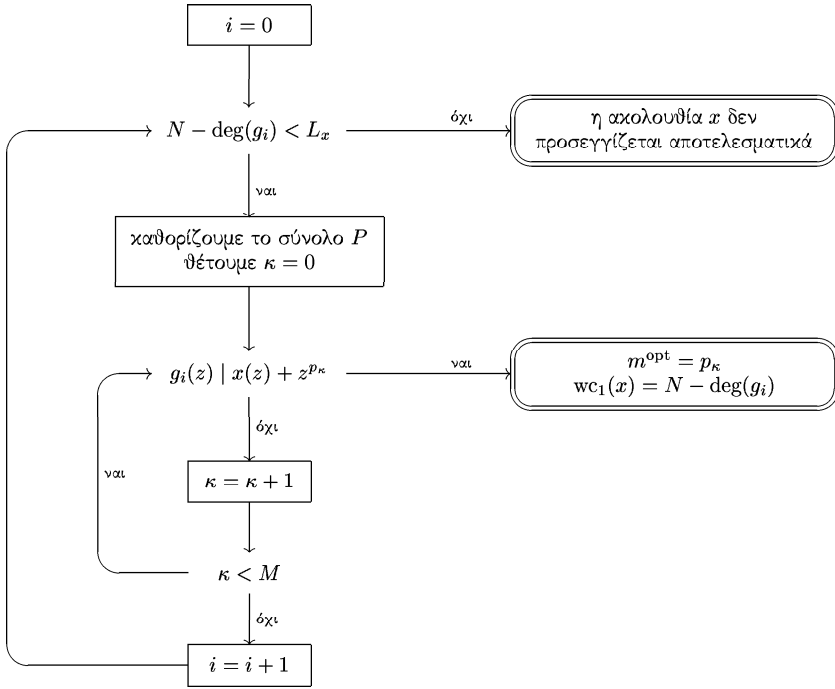 i = 0
N − deg(g_i) < L_x
όχι
η ακολουθία x δεν
προσεγγίζεται αποτελεσματικά
ναι
καθορίζουμε το σύνολο P
θέτουμε κ = 0
g_i(z) | x(z) + z^{p_κ}
ναι
m^{opt} = p_κ
wc_1(x) = N − deg(g_i)
όχι
ναι
κ = κ + 1
κ < M
όχι
i = i + 1